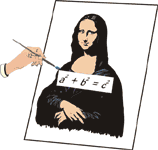 a² + b² = c²